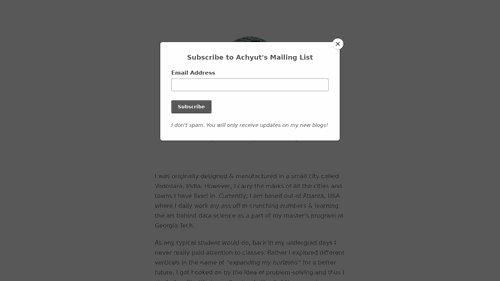 Subscribe to Achyut's Mailing List
Email Address
Subscribe
I don't spam. You will only receive updates on my new blogs!
I was originally designed & manufactured in a small city called
Vadodara, India. However, I carry the marks of all the cities and
towns I have lived in. Currently, I am based out of Atlanta, USA
where I daily work my ass off in crunching numbers & learning
the art behind data science as a part of my master's program at
Georgia Tech.
As any typical student would do, back in my undergrad days I
never really paid attention to classes. Rather I explored different
verticals in the name of "expanding my horizons" for a better
future. I got hooked on by the idea of problem-solving and thus I